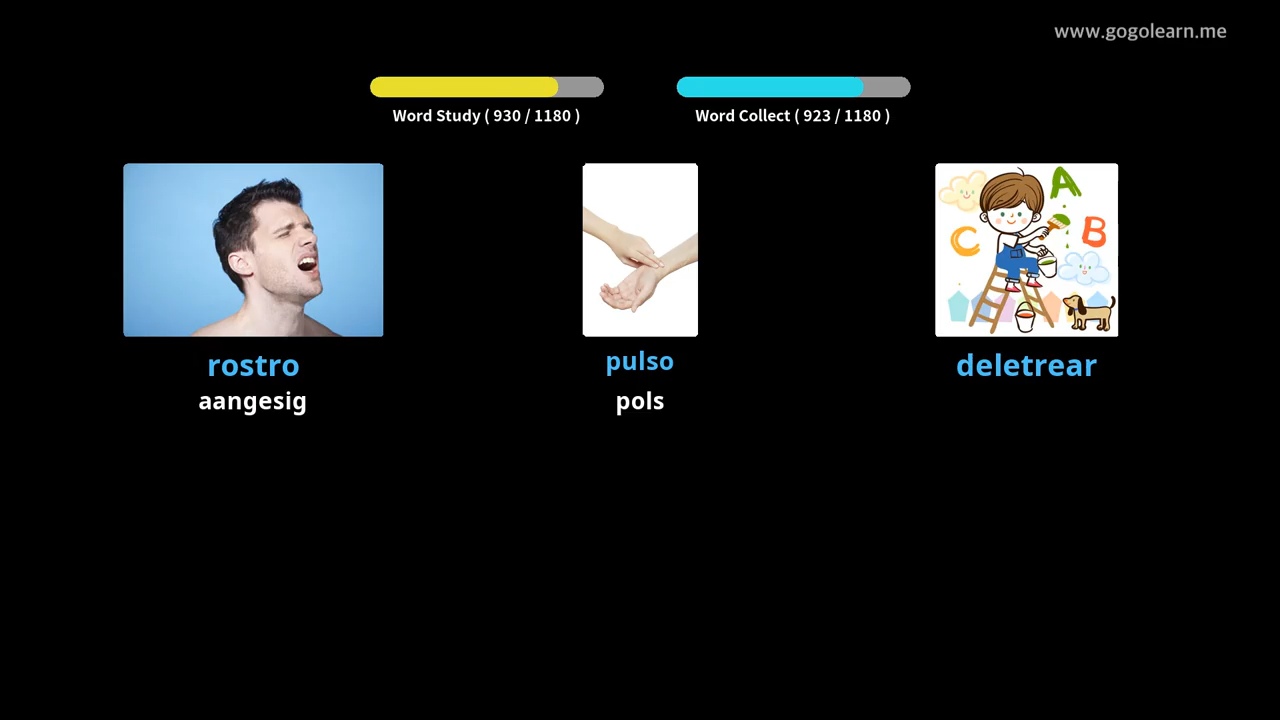 www.gogolearn.me
Word Study ( 930 / 1180 )
Word Collect ( 923 / 1180 )
A
B
C
rostro
pulso
deletrear
aangesig
pols